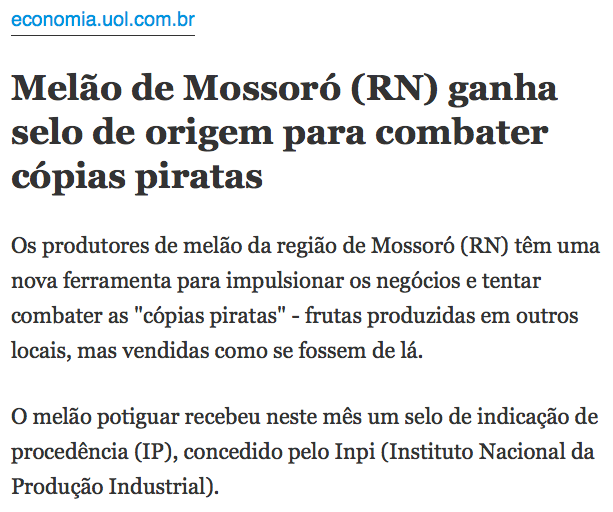 economia.uol.com.br
Melão de Mossoró (RN) ganha
selo de origem para combater
cópias piratas
Os produtores de melão da região de Mossoró (RN) têm uma
nova ferramenta para impulsionar os negócios e tentar
combater as "cópias piratas" - frutas produzidas em outros
locais, mas vendidas como se fossem de lá.
O melão potiguar recebeu neste mês um selo de indicação de
procedência (IP), concedido pelo Inpi (Instituto Nacional da
Produção Industrial).